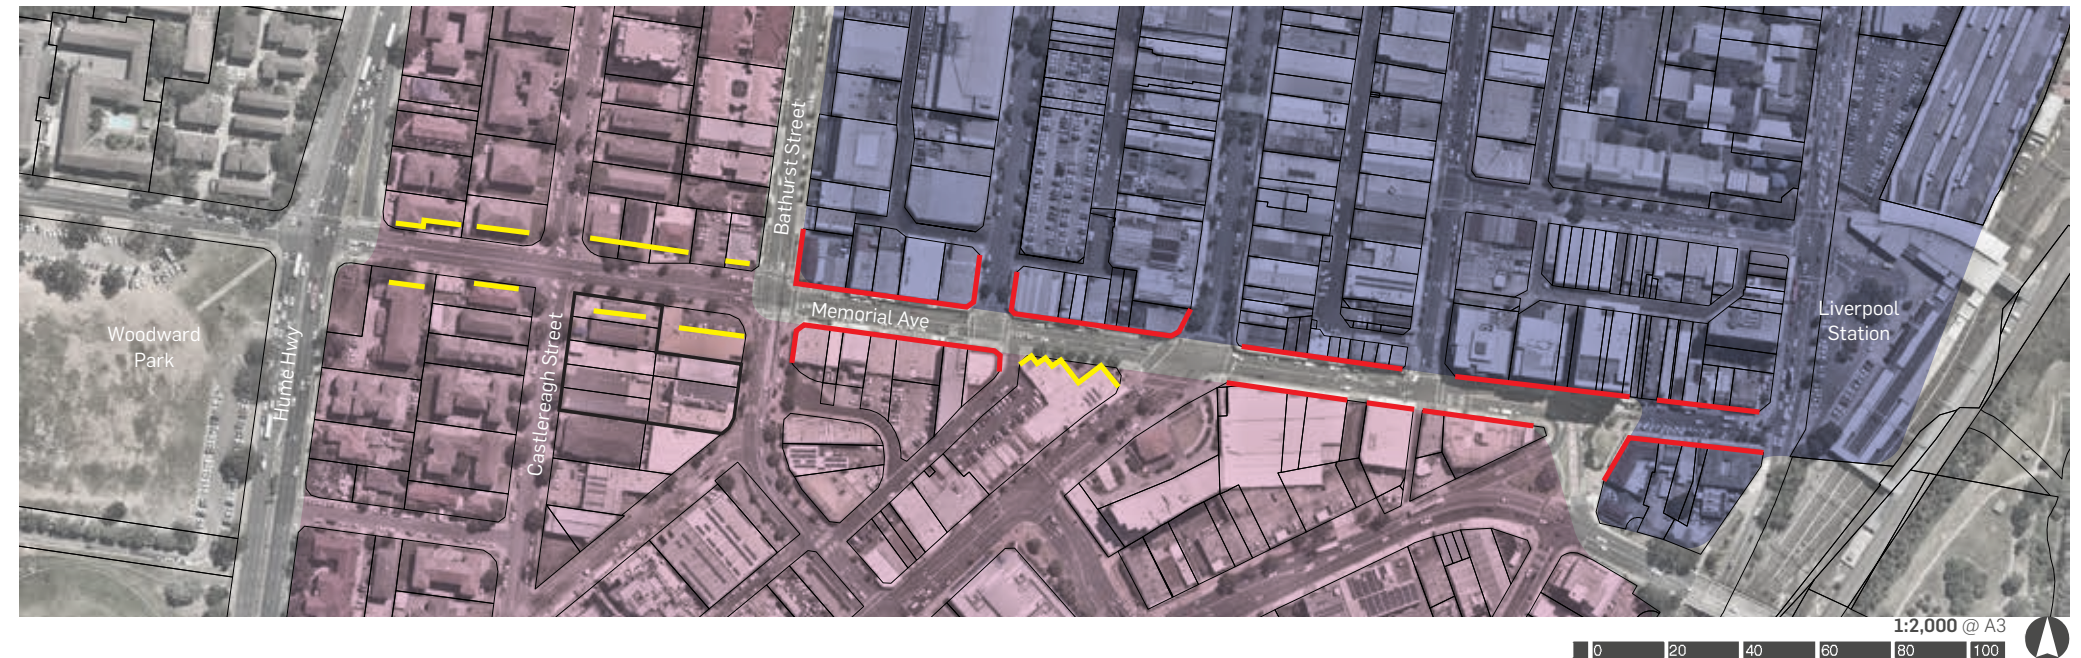 Bathurst Street
Memorial Ave
Liverpool
Station
Woodward
Park
Hume Hwy
Castlereagh Street
1:2,000 @ A3
0 20 40 60 80 100